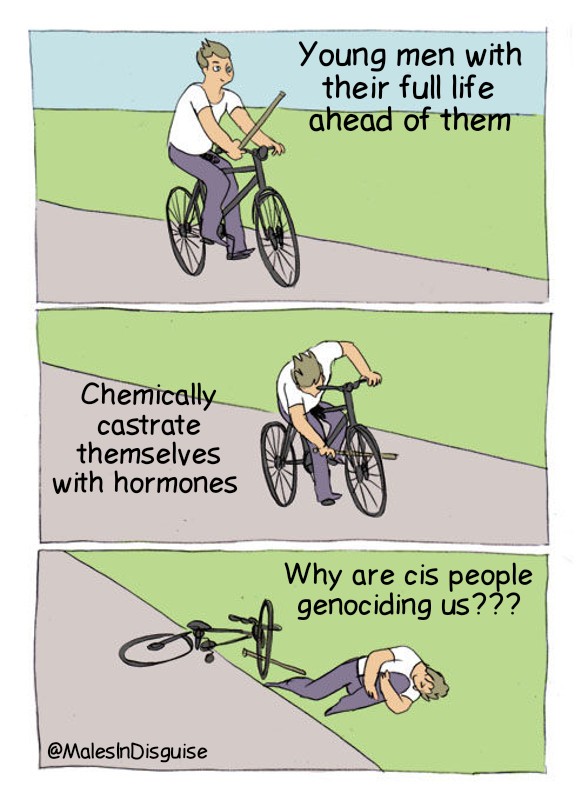 Young men with
their full life
ahead of them
Chemically
castrate
themselves
with hormones
Why are cis people
genociding us???
@MalesInDisguise